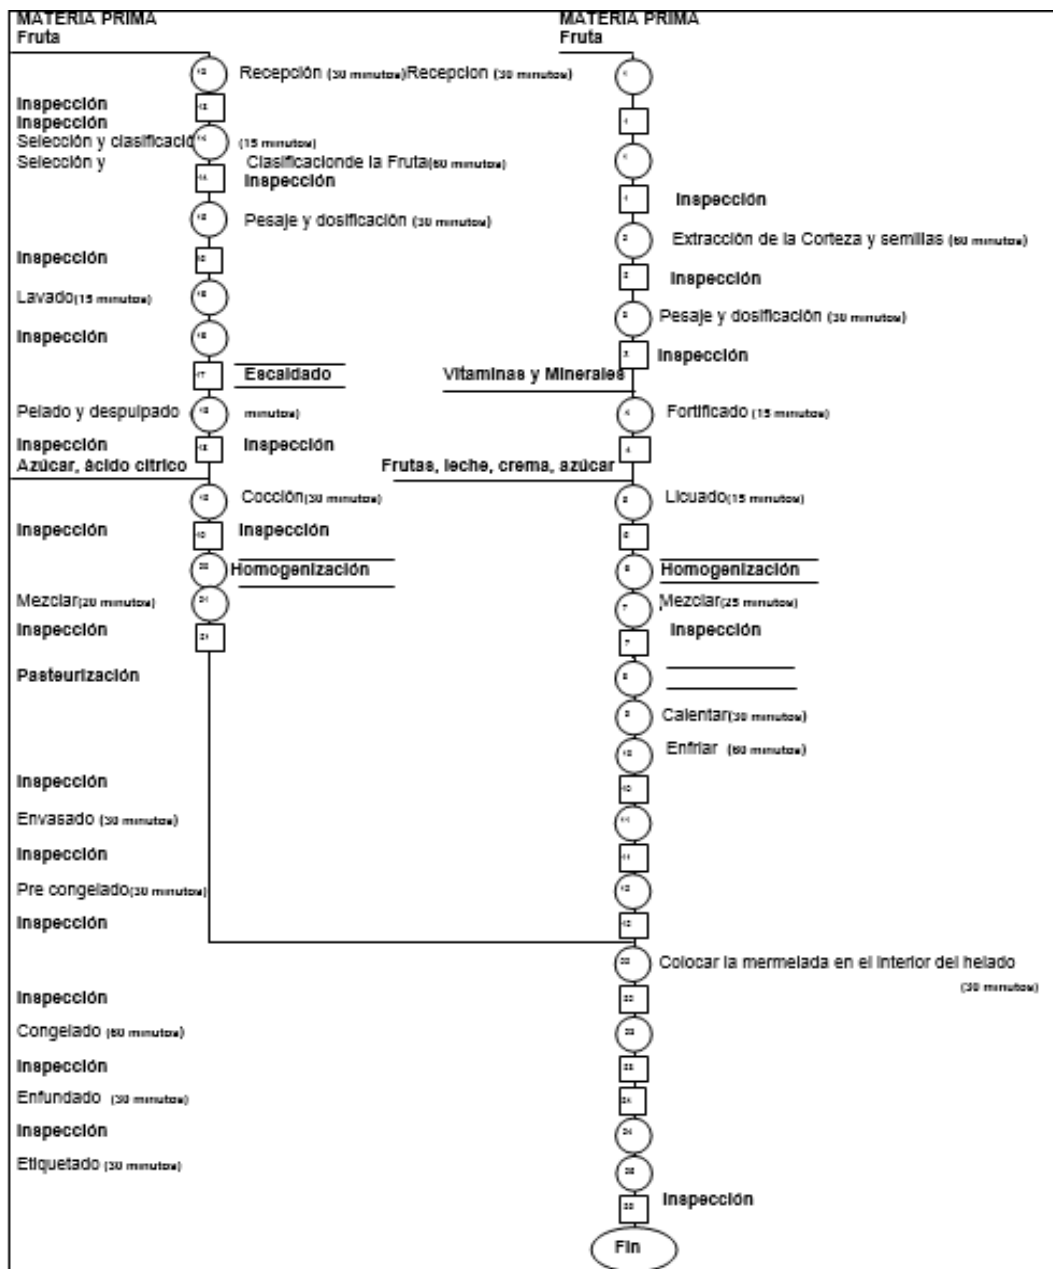 MATERIA PRIMA
Fruta
MATERIA PRIMA
Fruta
Recepción (30 minutos)Recepcion (30 minutos)
Inspección
Inspección
Selección y clasificació
(15 minutos)
Selección y
Clasificacionde la Fruta(60 minutos)
Inspección
Inspección
Pesaje y dosificación (30 minutos)
Extracción de la Corteza y semillas (60 minutos)
Inspección
Inspección
Lavado(15 minutos)
Pesaje y dosificación (30 minutos)
Inspección
Inspección
Escaldado
Vitaminas y Minerales
Pelado y despulpado
minutos)
Fortificado (15 minutos)
Inspección
Inspección
Azúcar, ácido cítrico
Frutas, leche, crema, azúcar
Cocción(30 minutos)
Licuado(15 minutos)
Inspección
Inspección
Homogenización
Homogenización
Mezclar(20 minutos)
Mezclar(25 minutos)
Inspección
Inspección
Pasteurización
Calentar(30 minutos)
Enfriar (60 minutos)
Inspección
Envasado (30 minutos)
Inspección
Pre congelado(30 minutos)
Inspección
Colocar la mermelada en el interior del helado
(30 minutos)
Inspección
Congelado (60 minutos)
Inspección
Enfundado (30 minutos)
Inspección
Etiquetado (30 minutos)
Inspección
Fin